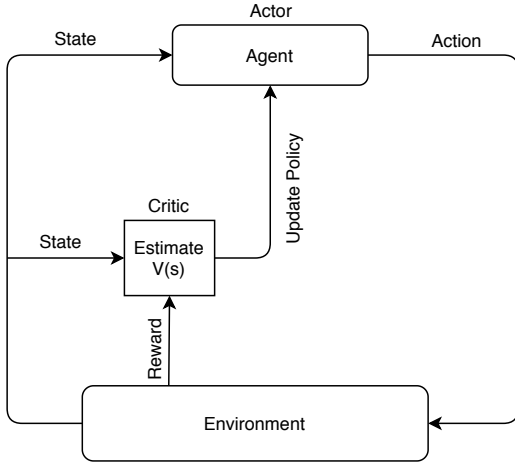 Actor
State
Agent
Action
Update Policy
Critic
State
Estimate
V(s)
Reward
Environment